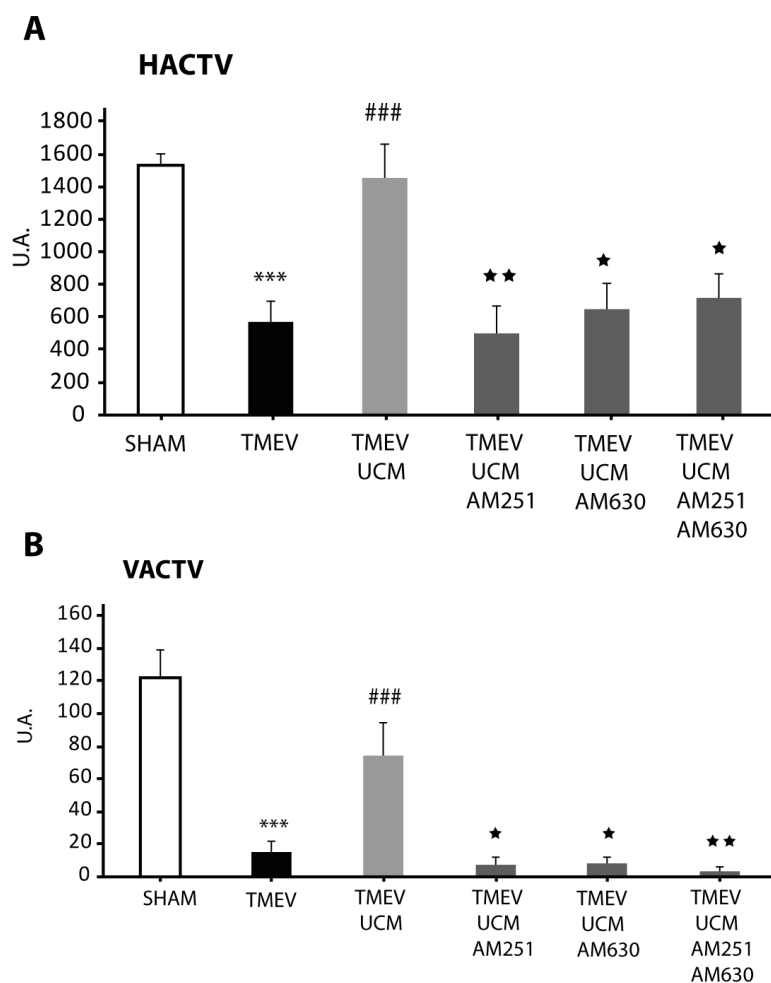 A
HACTV
1800
1600
1400
1200
1000
800
600
400
200
0
U.A.
###
***
★★
★
★
SHAM
TMEV
TMEV
UCM
TMEV
UCM
AM251
TMEV
UCM
AM630
TMEV
UCM
AM251
AM630
B
VACTV
160
140
120
100
80
60
40
20
0
U.A.
###
***
★
★
★★
SHAM
TMEV
TMEV
UCM
TMEV
UCM
AM251
TMEV
UCM
AM630
TMEV
UCM
AM251
AM630